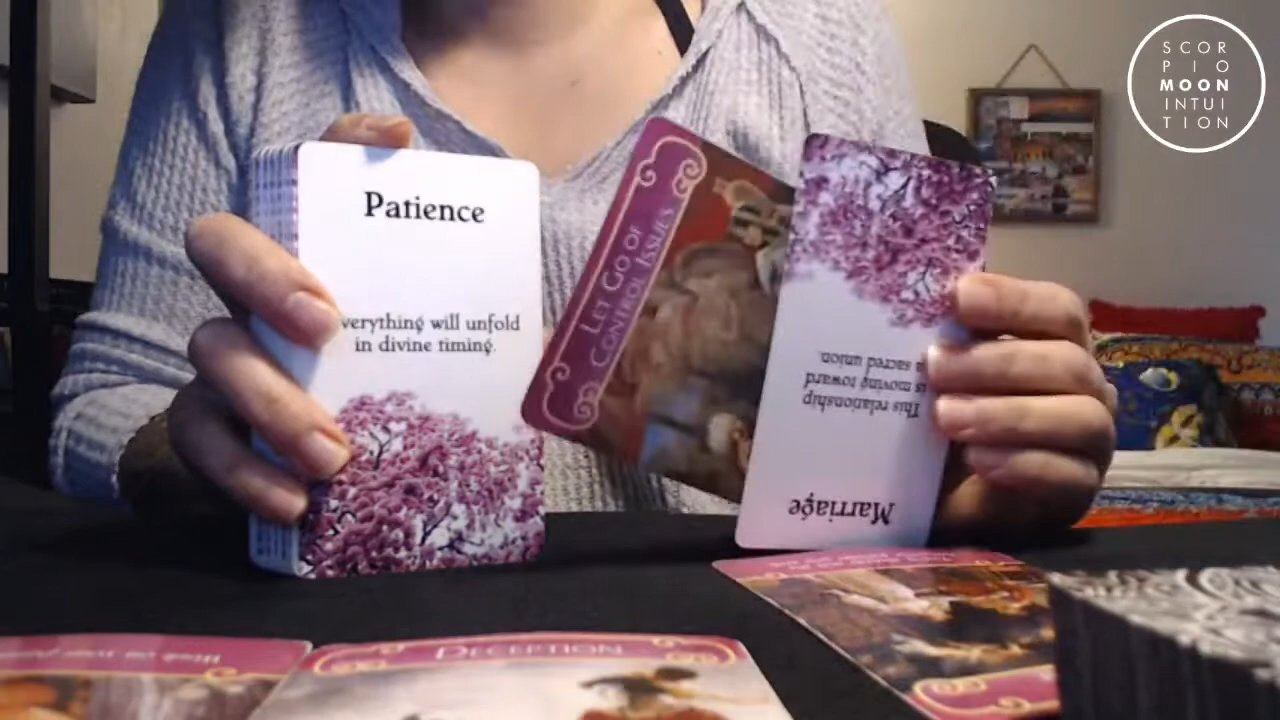 SCOR
PIO
MOON
INTUI
TION
Patience
verything will unfold
in divine timing.
LET GO OF
CONTROL ISSUES
Marriage
This relationship
is moving toward
a sacred union.
DECEPTION